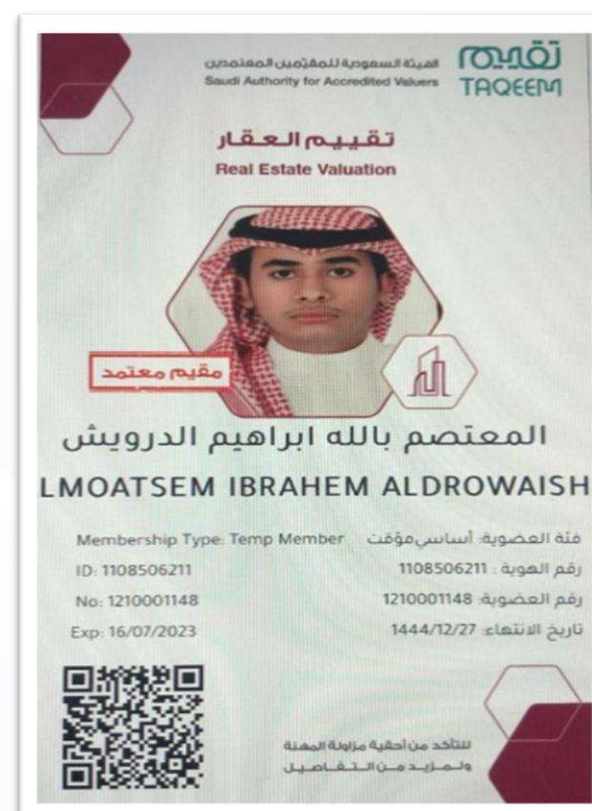 الهيئة السعودية للمقيّمين المعتمدين
Saudi Authority for Accredited Valuers
تقييم
TAQEEM
تقييم العقار
Real Estate Valuation
مقيم معتمد
المعتصم بالله ابراهيم الدرويش
LMOATSEM IBRAHEM ALDROWAISH
فئة العضوية: أساسي مؤقت Membership Type: Temp Member
رقم الهوية : 1108506211 ID: 1108506211
رقم العضوية: 1210001148 No: 1210001148
تاريخ الانتهاء: 1444/12/27 Exp: 16/07/2023
للتأكد من أحقية مزاولة المهنة
ولمزيد من التفاصيل